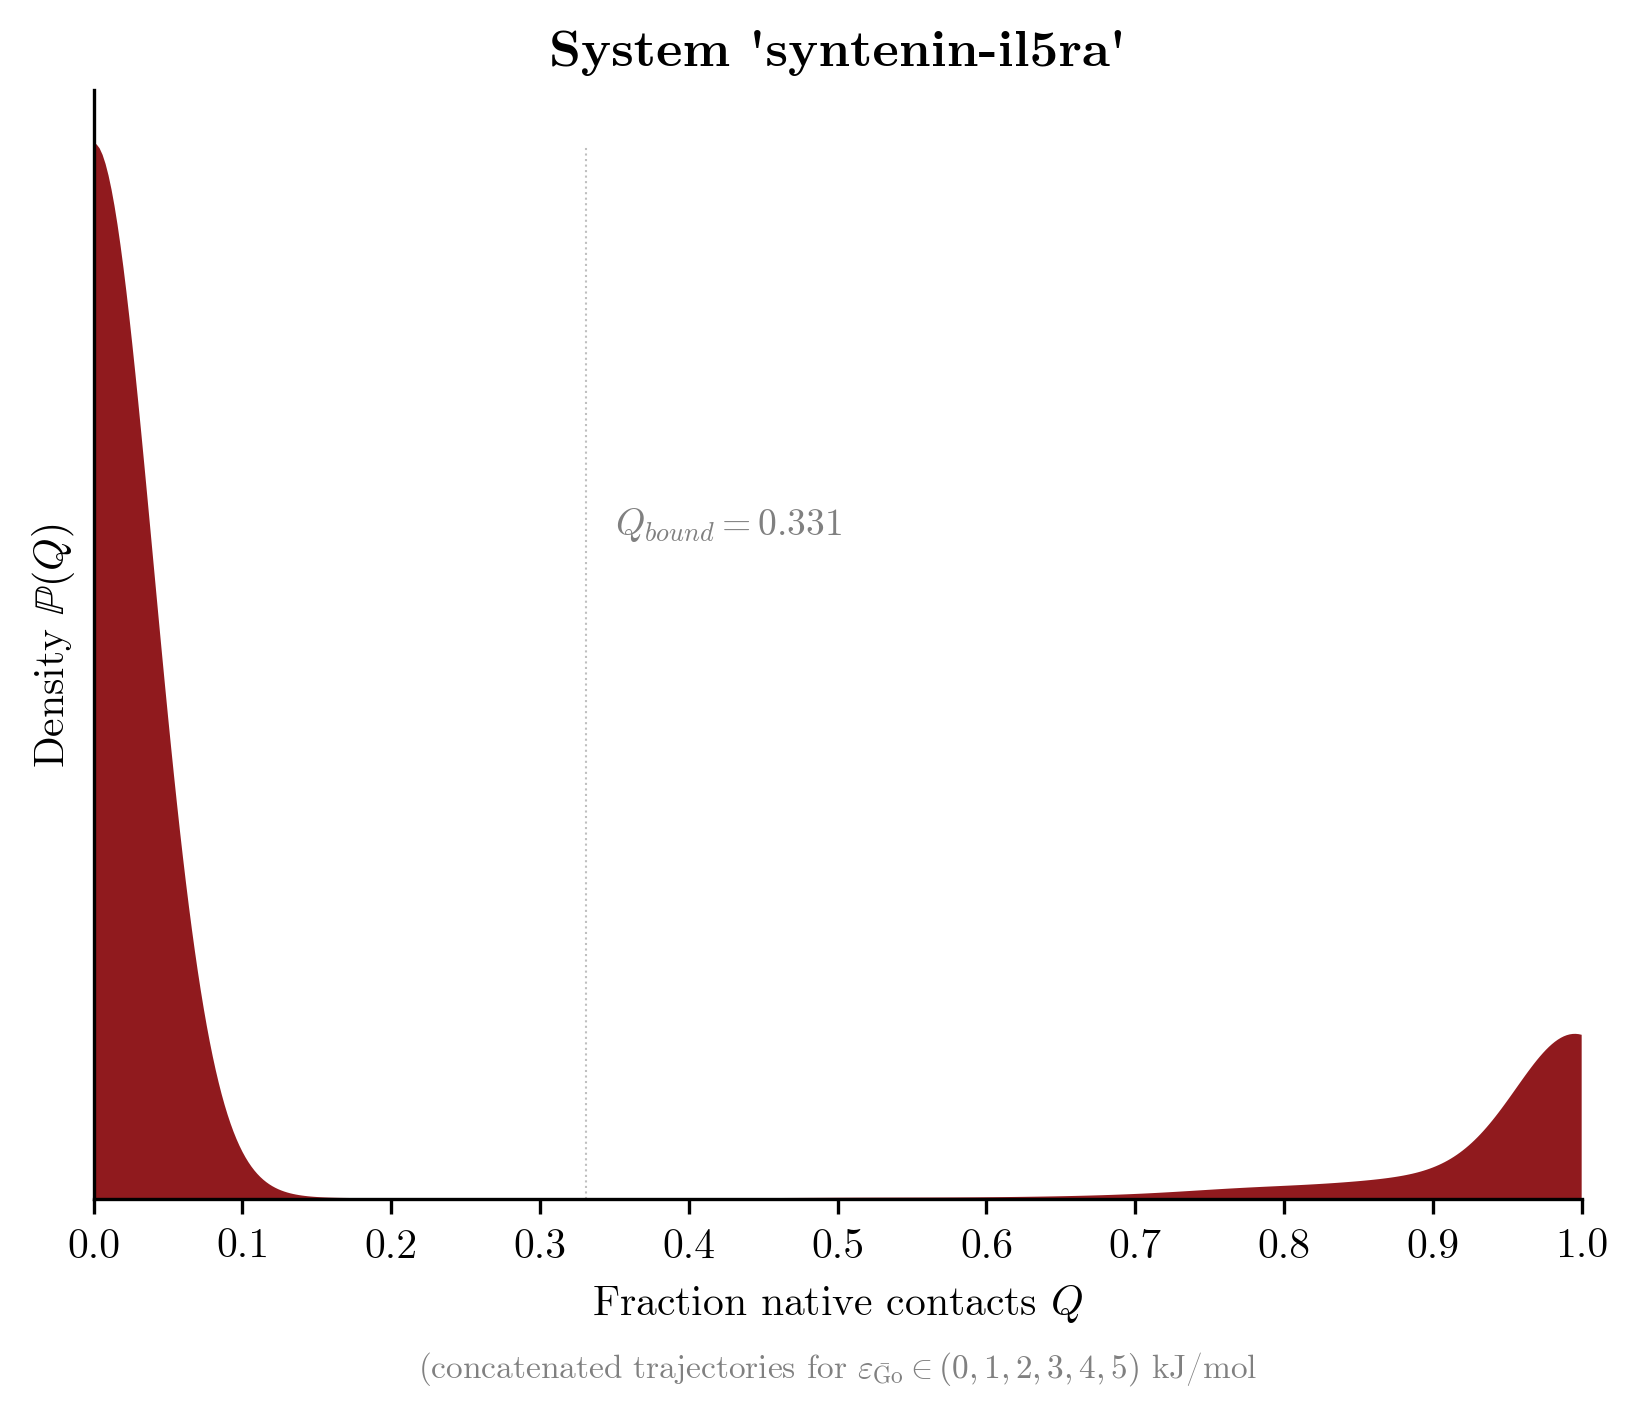 System 'syntenin-il5ra'
Density ℙ(Q)
Q_bound = 0.331
0.0 0.1 0.2 0.3 0.4 0.5 0.6 0.7 0.8 0.9 1.0
Fraction native contacts Q
(concatenated trajectories for ε_Ḡo ∈ (0, 1, 2, 3, 4, 5) kJ/mol